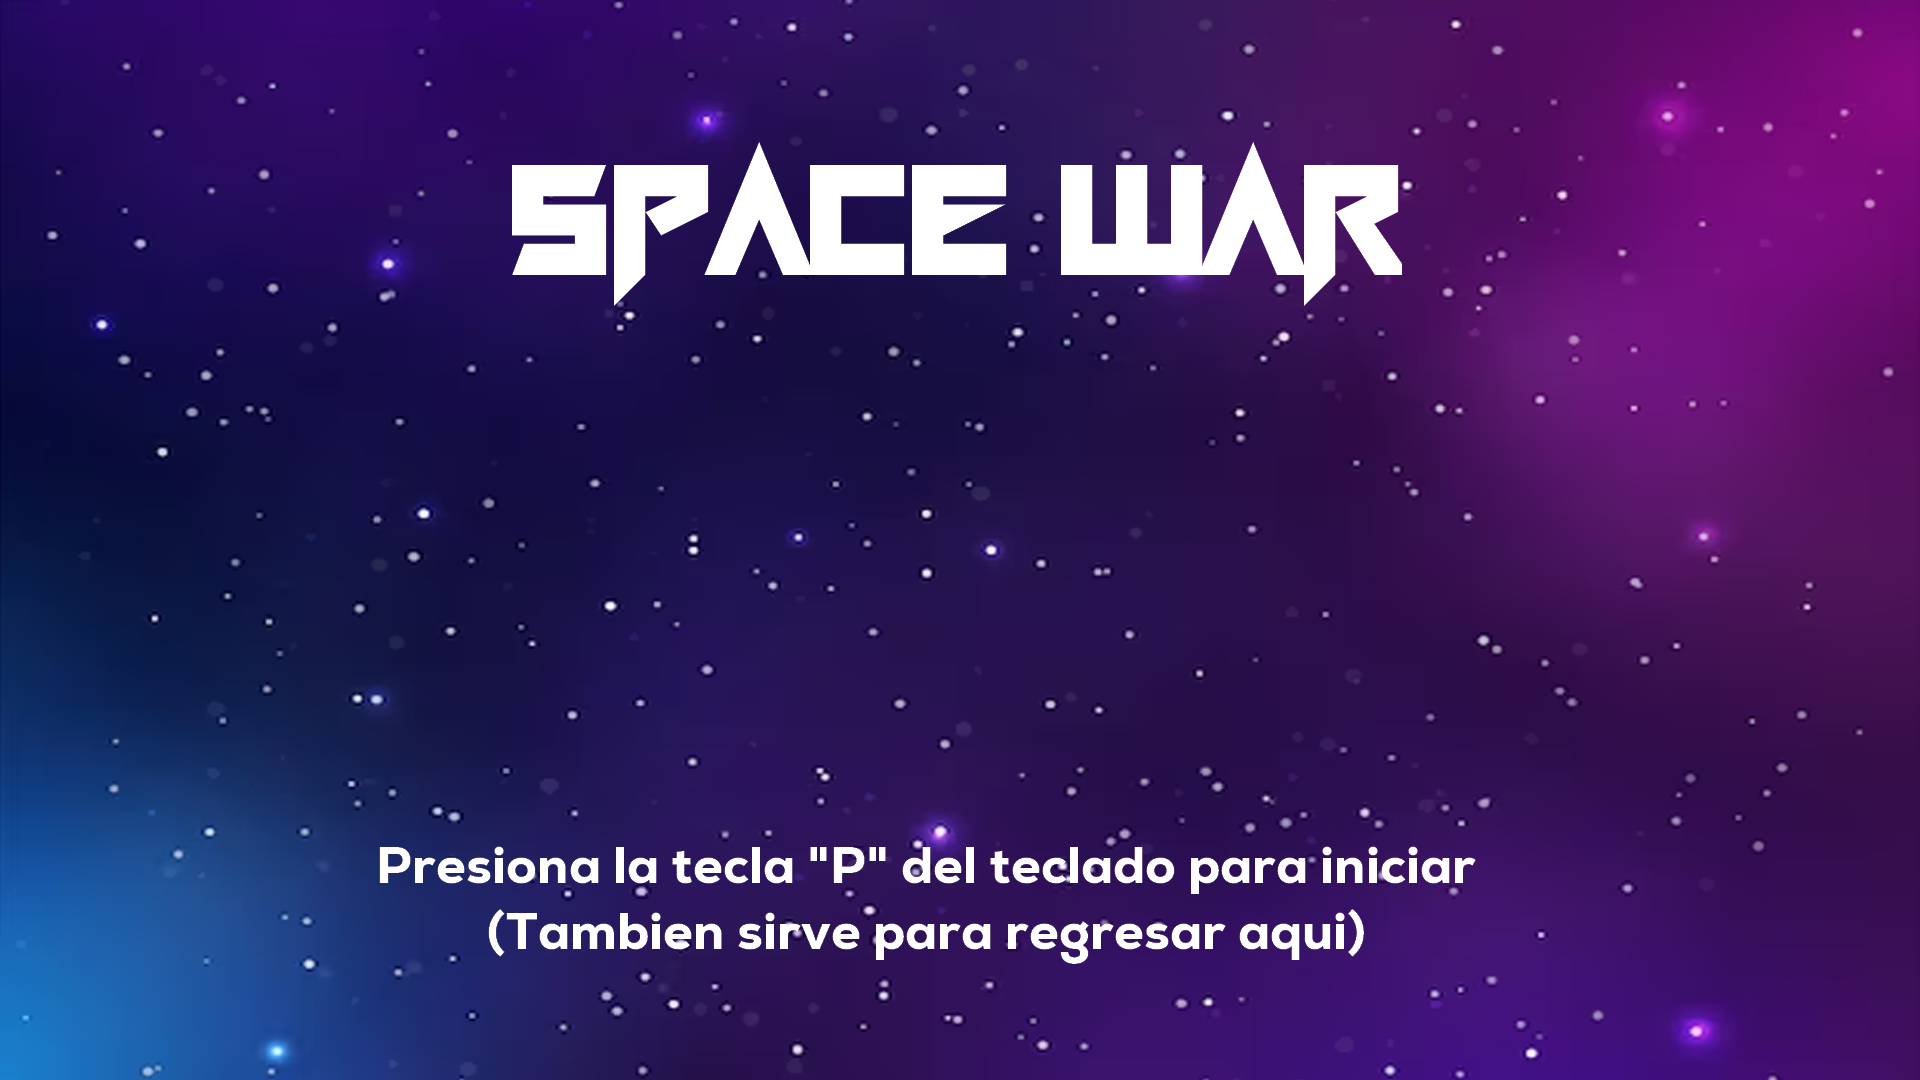 SPACE WAR
Presiona la tecla "P" del teclado para iniciar
(Tambien sirve para regresar aqui)